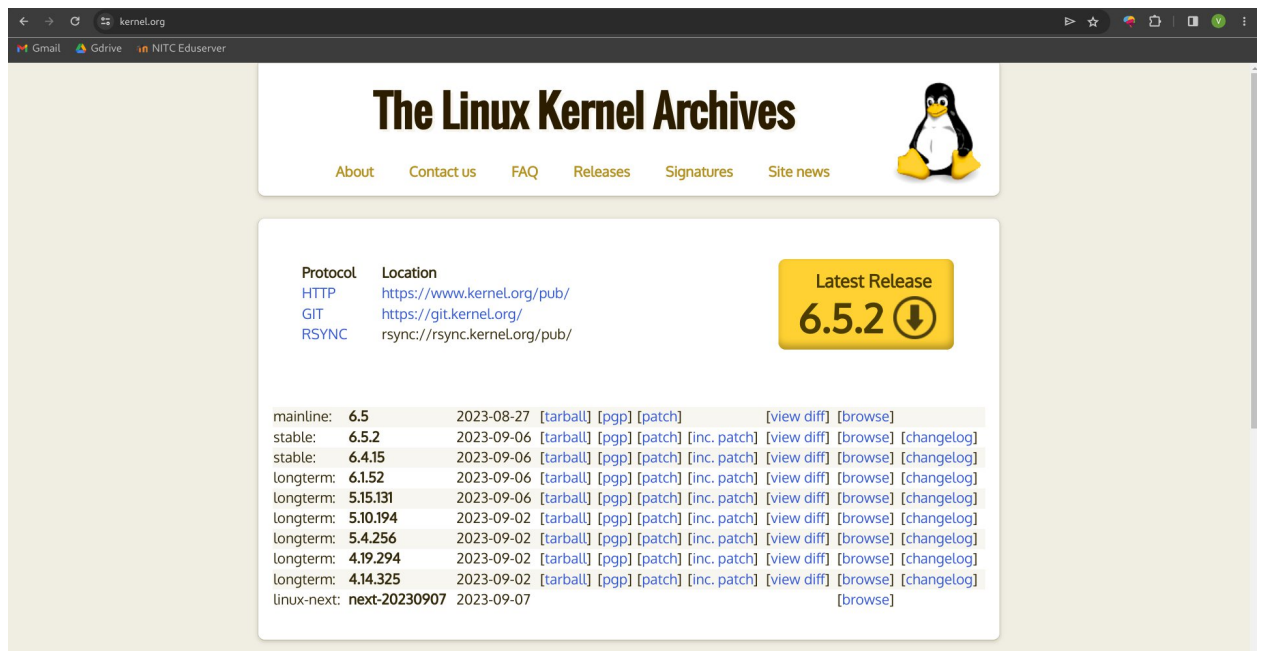 kernel.org
Gmail Gdrive NITC Eduserver
The Linux Kernel Archives
About Contact us FAQ Releases Signatures Site news
Protocol Location
HTTP https://www.kernel.org/pub/
GIT https://git.kernel.org/
RSYNC rsync://rsync.kernel.org/pub/
Latest Release
6.5.2
mainline: 6.5 2023-08-27 [tarball] [pgp] [patch] [view diff] [browse]
stable: 6.5.2 2023-09-06 [tarball] [pgp] [patch] [inc. patch] [view diff] [browse] [changelog]
stable: 6.4.15 2023-09-06 [tarball] [pgp] [patch] [inc. patch] [view diff] [browse] [changelog]
longterm: 6.1.52 2023-09-06 [tarball] [pgp] [patch] [inc. patch] [view diff] [browse] [changelog]
longterm: 5.15.131 2023-09-06 [tarball] [pgp] [patch] [inc. patch] [view diff] [browse] [changelog]
longterm: 5.10.194 2023-09-02 [tarball] [pgp] [patch] [inc. patch] [view diff] [browse] [changelog]
longterm: 5.4.256 2023-09-02 [tarball] [pgp] [patch] [inc. patch] [view diff] [browse] [changelog]
longterm: 4.19.294 2023-09-02 [tarball] [pgp] [patch] [inc. patch] [view diff] [browse] [changelog]
longterm: 4.14.325 2023-09-02 [tarball] [pgp] [patch] [inc. patch] [view diff] [browse] [changelog]
linux-next: next-20230907 2023-09-07 [browse]